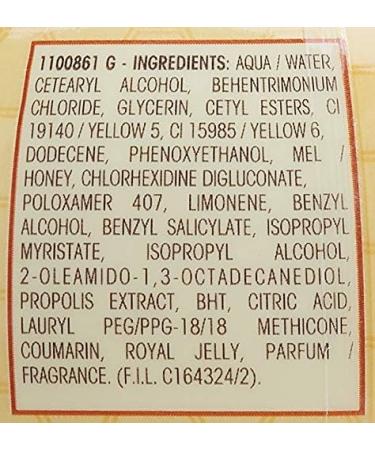 1100861 G - INGREDIENTS: AQUA / WATER,
CETEARYL ALCOHOL, BEHENTRIMONIUM
CHLORIDE, GLYCERIN, CETYL ESTERS, CI
19140 / YELLOW 5, CI 15985 / YELLOW 6,
DODECENE, PHENOXYETHANOL, MEL /
HONEY, CHLORHEXIDINE DIGLUCONATE,
POLOXAMER 407, LIMONENE, BENZYL
ALCOHOL, BENZYL SALICYLATE, ISOPROPYL
MYRISTATE, ISOPROPYL ALCOHOL,
2-OLEAMIDO-1,3-OCTADECANEDIOL,
PROPOLIS EXTRACT, BHT, CITRIC ACID,
LAURYL PEG/PPG-18/18 METHICONE,
COUMARIN, ROYAL JELLY, PARFUM /
FRAGRANCE. (F.I.L. C164324/2).